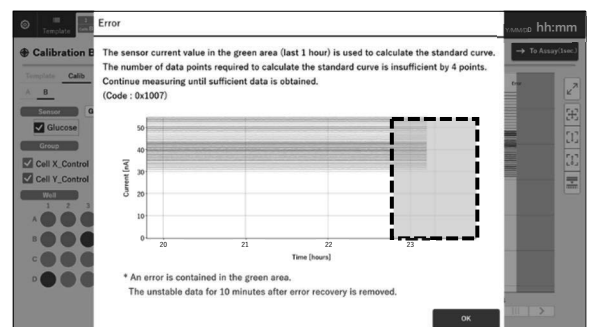 Template
Error
YY/MM/DD hh:mm
Calibration B
→ To Assay(1sec.)
Template Calib
A B
Sensor G
Glucose
Group
Cell X_Control
Cell Y_Control
Well
1 2 3
A
B
C
D
The sensor current value in the green area (last 1 hour) is used to calculate the standard curve.
The number of data points required to calculate the standard curve is insufficient by 4 points.
Continue measuring until sufficient data is obtained.
(Code : 0x1007)
Current [nA]
50
40
30
20
10
0
20 21 22 23
Time [hours]
* An error is contained in the green area.
The unstable data for 10 minutes after error recovery is removed.
OK